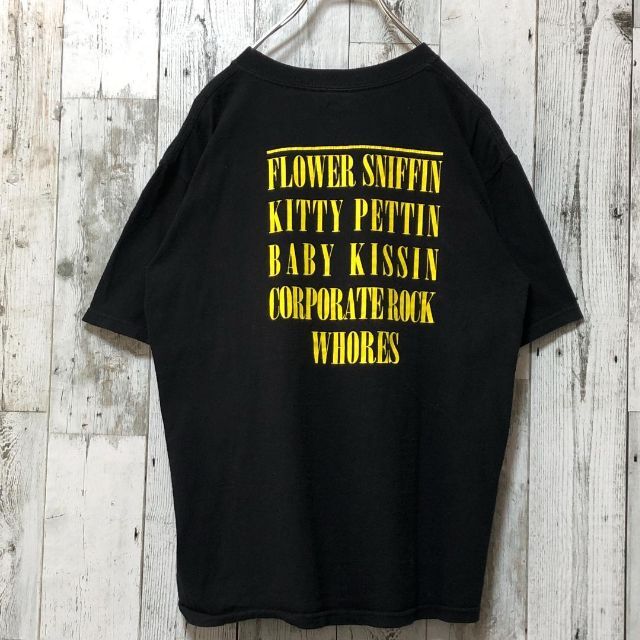 FLOWER SNIFFIN
KITTY PETTIN
BABY KISSIN
CORPORATE ROCK
WHORES